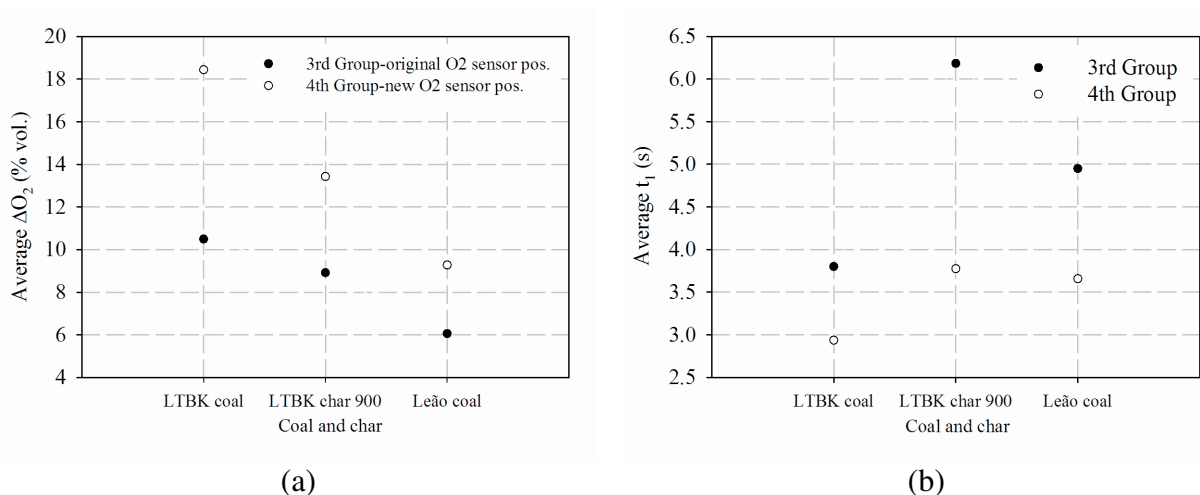 20
18
16
14
12
10
8
6
4
Average ΔO2 (% vol.)
3rd Group-original O2 sensor pos.
4th Group-new O2 sensor pos.
LTBK coal LTBK char 900 Leão coal
Coal and char
(a)
6.5
6.0
5.5
5.0
4.5
4.0
3.5
3.0
2.5
Average t1 (s)
3rd Group
4th Group
LTBK coal LTBK char 900 Leão coal
Coal and char
(b)